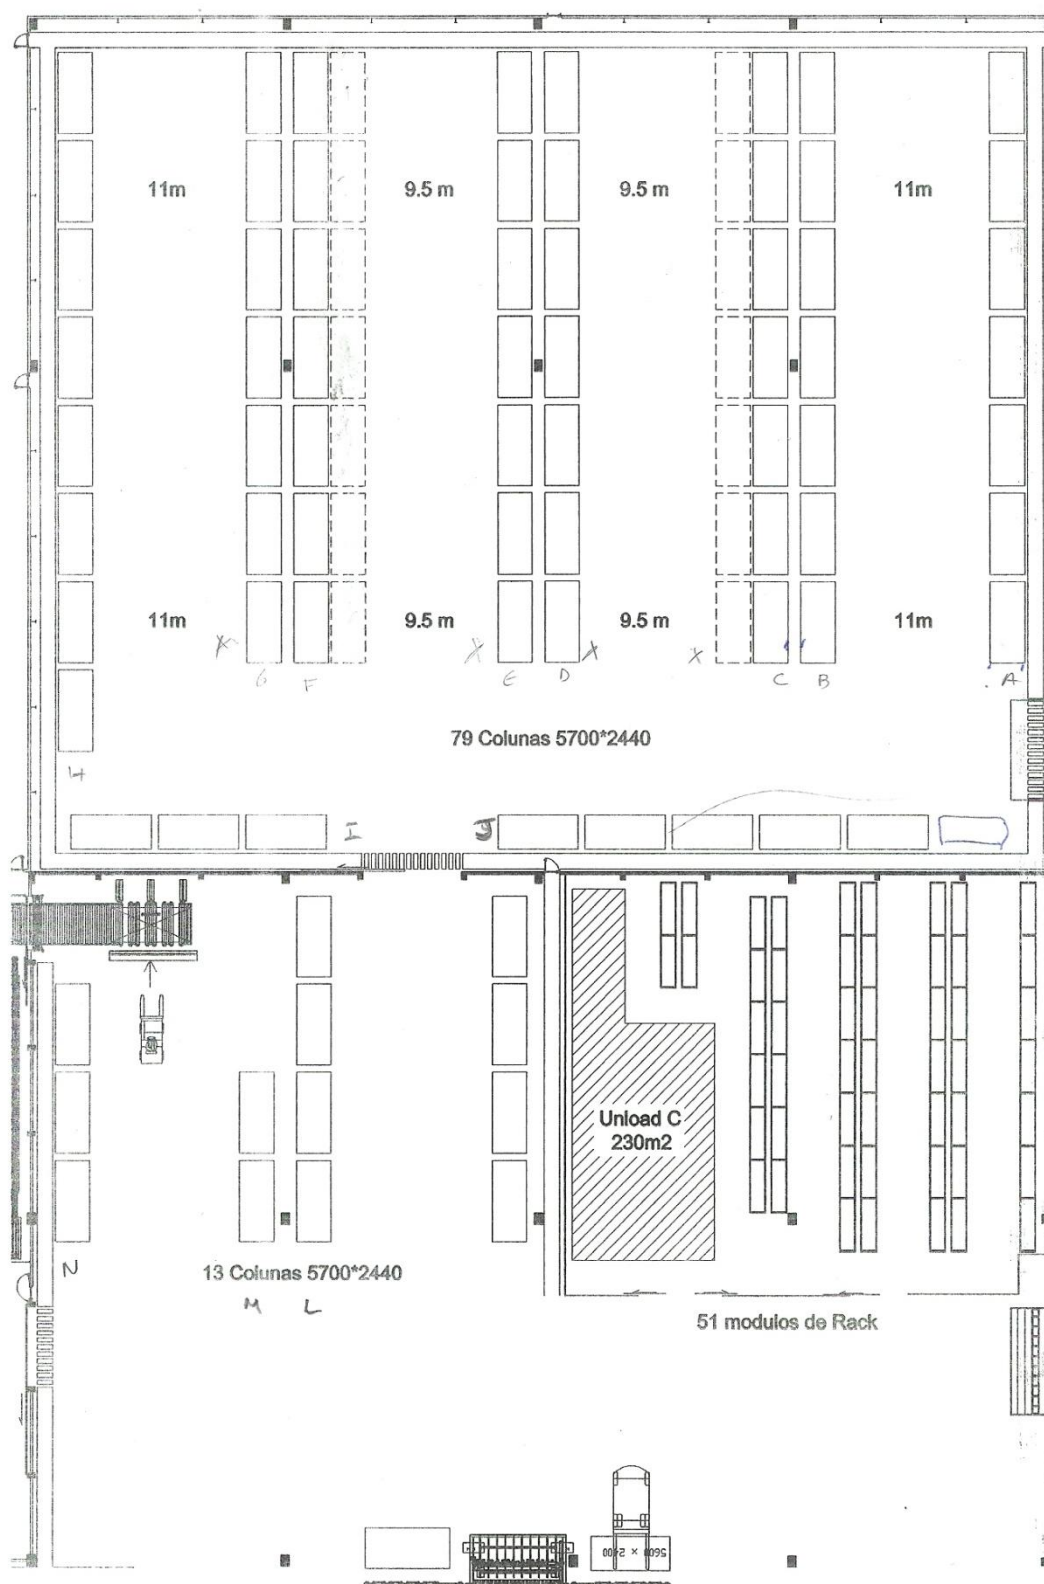 11m 9.5 m 9.5 m 11m
11m 9.5 m 9.5 m 11m
X X X X
G F E D C B A
79 Colunas 5700*2440
H
I J
Unload C
230m2
N
13 Colunas 5700*2440
M L
51 modulos de Rack
5600 × 2400